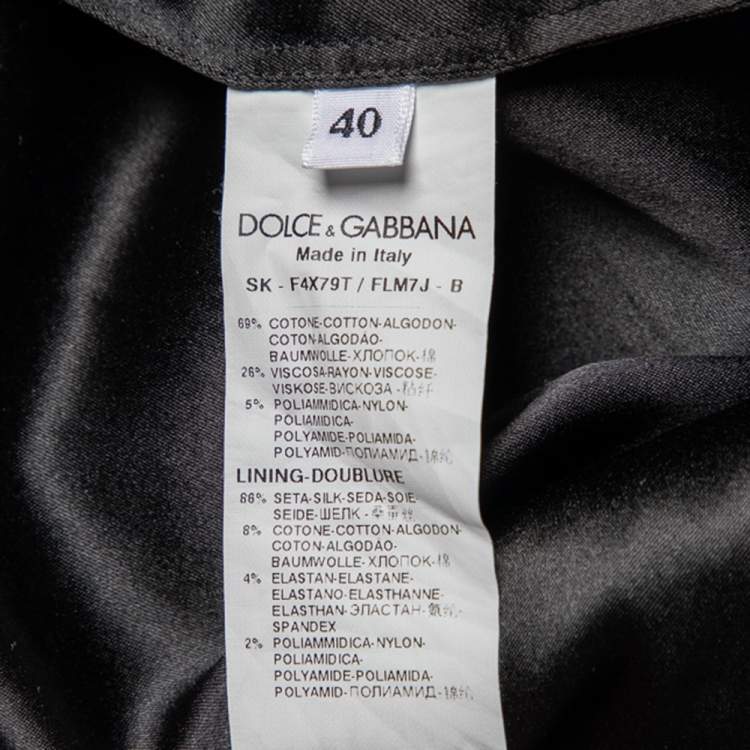 40
DOLCE & GABBANA
Made in Italy
SK - F4X79T / FLM7J - B
69% COTONE-COTTON-ALGODON-
COTON-ALGODÃO-
BAUMWOLLE-ХЛОПОК-棉
26% VISCOSA-RAYON-VISCOSE-
VISKOSE-ВИСКОЗА-
5% POLIAMMIDICA-NYLON-
POLIAMIDICA-
POLYAMIDE-POLIAMIDA-
POLYAMID-ПОЛИАМИД-
LINING-DOUBLURE
86% SETA-SILK-SEDA-SOIE
SEIDE-ШЕЛК-
8% COTONE-COTTON-ALGODON-
COTON-ALGODÃO-
BAUMWOLLE-ХЛОПОК-棉
4% ELASTAN-ELASTANE-
ELASTANO-ELASTHANNE-
ELASTHAN-ЭЛАСТАН-
SPANDEX
2% POLIAMMIDICA-NYLON-
POLIAMIDICA-
POLYAMIDE-POLIAMIDA-
POLYAMID-ПОЛИАМИД-